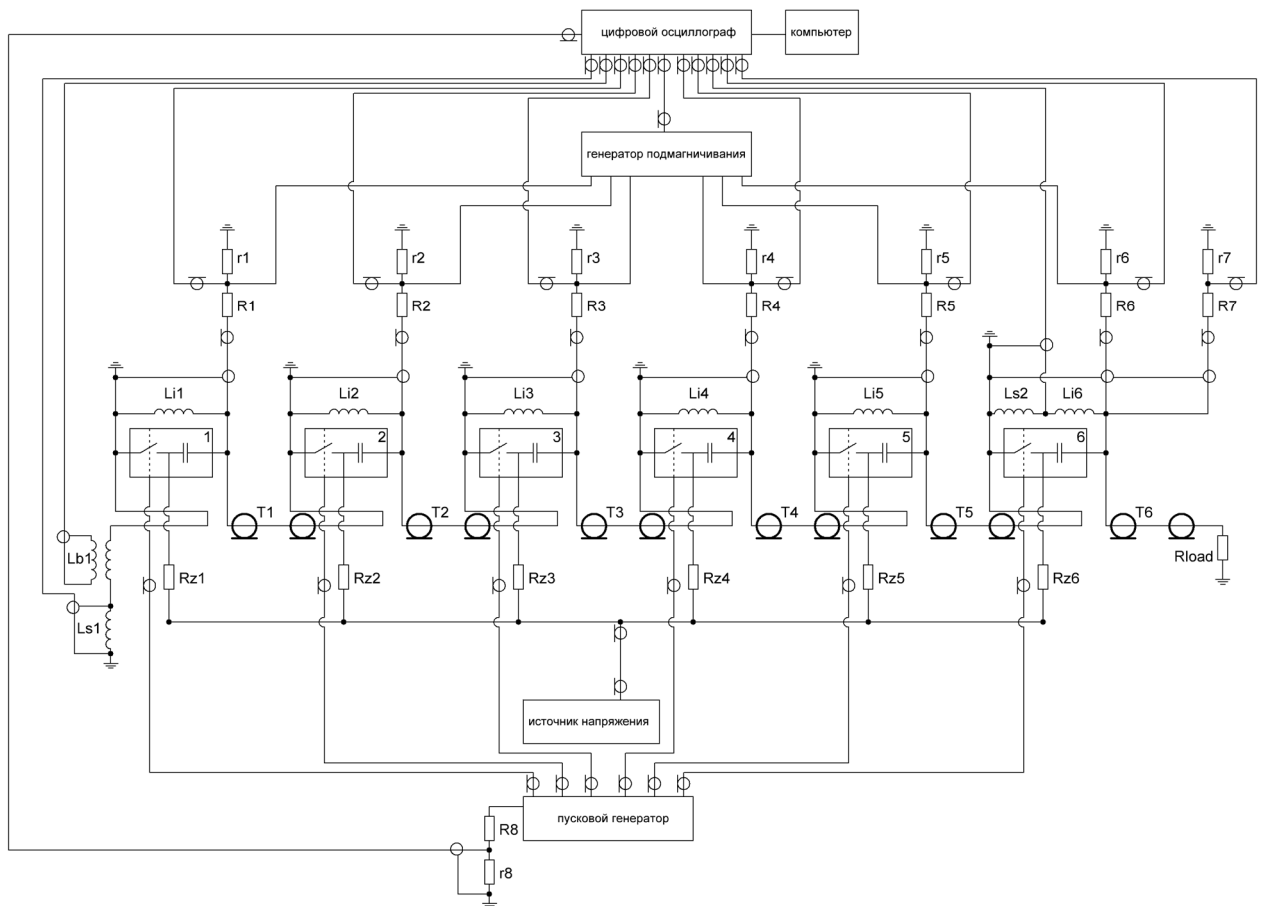 цифровой осциллограф
компьютер
генератор подмагничивания
r1
r2
r3
r4
r5
r6
r7
R1
R2
R3
R4
R5
R6
R7
Li1
Li2
Li3
Li4
Li5
Ls2
Li6
1
2
3
4
5
6
T1
T2
T3
T4
T5
T6
Lb1
Rload
Rz1
Rz2
Rz3
Rz4
Rz5
Rz6
Ls1
источник напряжения
пусковой генератор
R8
r8